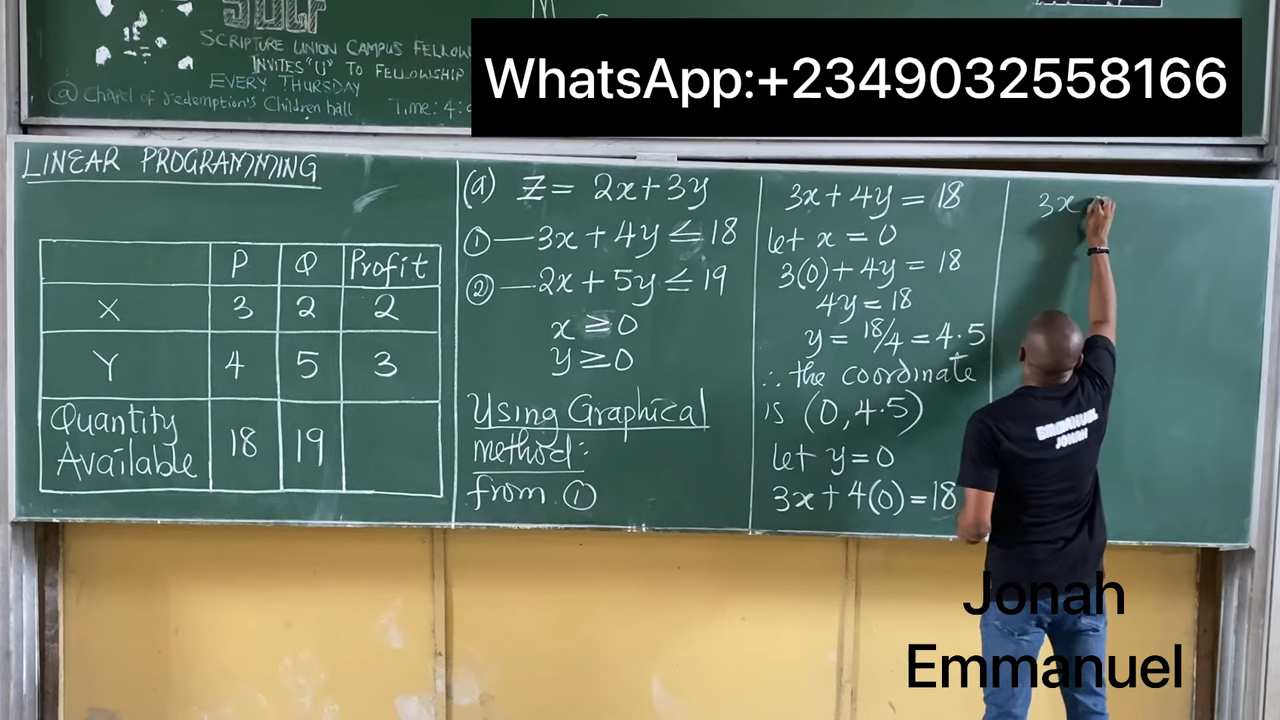 SCRIPTURE UNION CAMPUS
INVITES "U" TO FELLOWSHIP
EVERY THURSDAY
@ Chapel of redemption's Children hall Time: 4:
WhatsApp:+2349032558166
LINEAR PROGRAMMING
P Q Profit
X 3 2 2
Y 4 5 3
Quantity
Available 18 19
(a) Z = 2x+3y
① — 3x + 4y ≤ 18
② — 2x + 5y ≤ 19
x ≥ 0
y ≥ 0
Using Graphical
method:
from ①
3x + 4y = 18
let x = 0
3(0) + 4y = 18
4y = 18
y = 18/4 = 4.5
∴ the coordinate
is (0, 4.5)
let y = 0
3x + 4(0) = 18
3x
EMMANUEL
JONAH
Jonah
Emmanuel